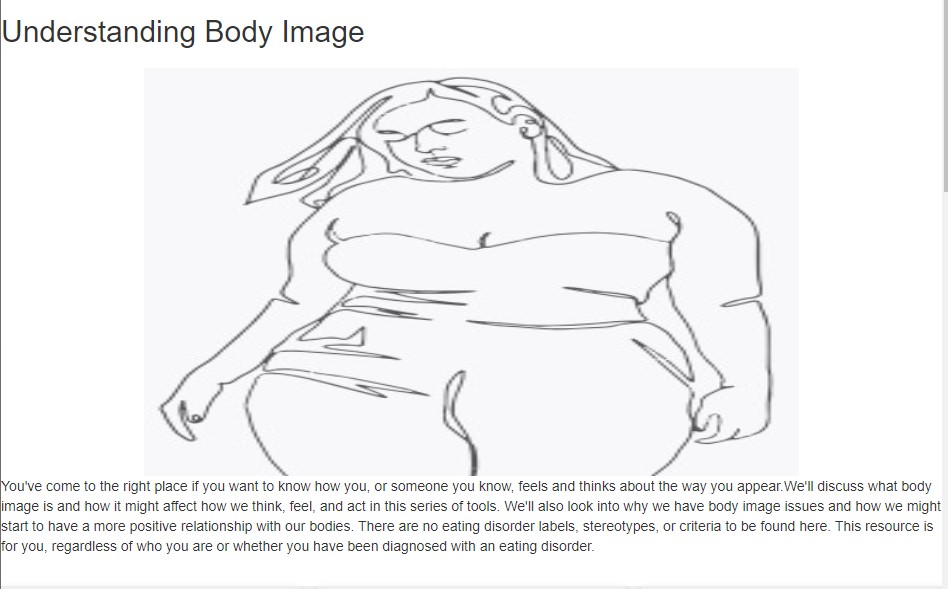 Understanding Body Image
You've come to the right place if you want to know how you, or someone you know, feels and thinks about the way you appear.We'll discuss what body
image is and how it might affect how we think, feel, and act in this series of tools. We'll also look into why we have body image issues and how we might
start to have a more positive relationship with our bodies. There are no eating disorder labels, stereotypes, or criteria to be found here. This resource is
for you, regardless of who you are or whether you have been diagnosed with an eating disorder.